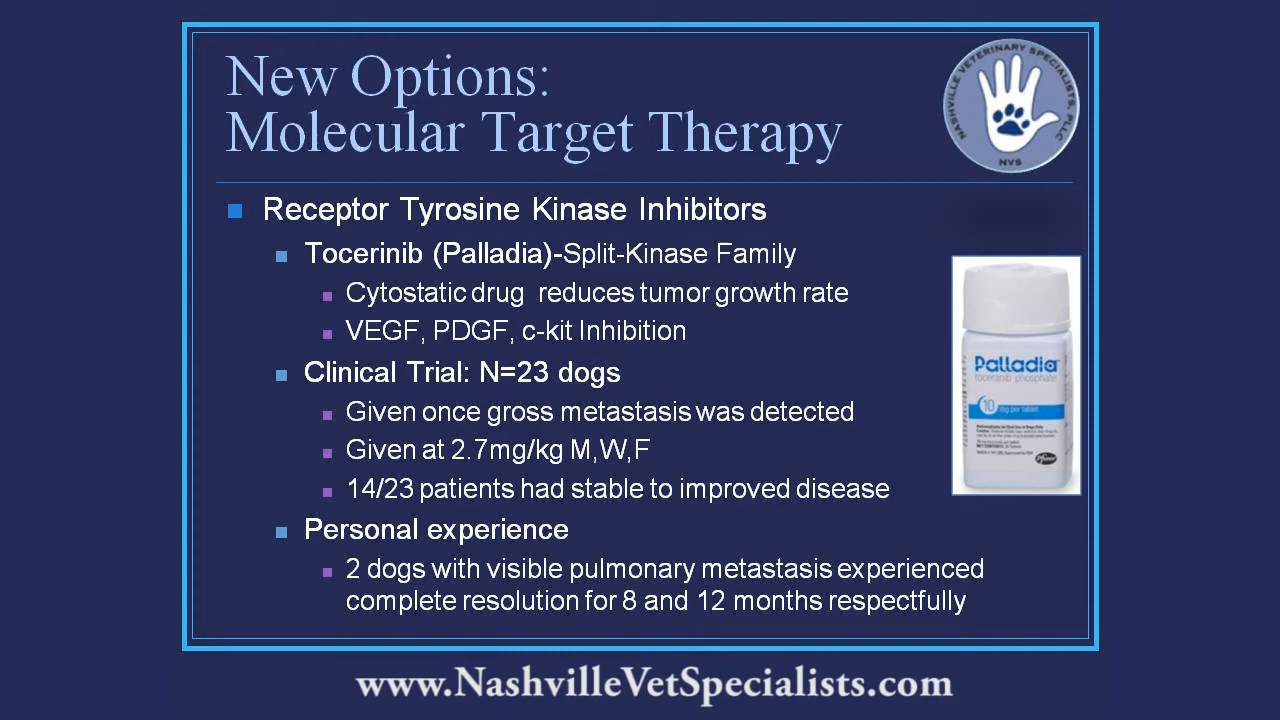 New Options:
Molecular Target Therapy
NASHVILLE VETERINARY SPECIALISTS, PLLC
NVS
Receptor Tyrosine Kinase Inhibitors
Tocerinib (Palladia)-Split-Kinase Family
Cytostatic drug reduces tumor growth rate
VEGF, PDGF, c-kit Inhibition
Clinical Trial: N=23 dogs
Given once gross metastasis was detected
Given at 2.7mg/kg M,W,F
14/23 patients had stable to improved disease
Personal experience
2 dogs with visible pulmonary metastasis experienced
complete resolution for 8 and 12 months respectfully
Palladia
toceranib phosphate
10 mg per tablet
Pfizer
www.NashvilleVetSpecialists.com